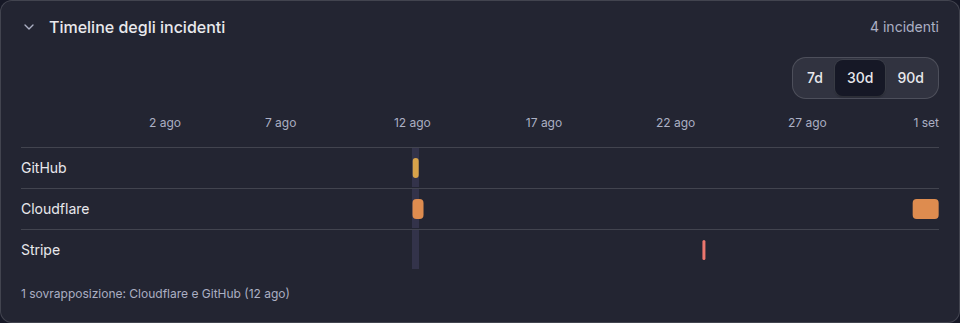 Timeline degli incidenti
4 incidenti
7d 30d 90d
2 ago 7 ago 12 ago 17 ago 22 ago 27 ago 1 set
GitHub
Cloudflare
Stripe
1 sovrapposizione: Cloudflare e GitHub (12 ago)